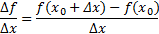 Δf/Δx = f(x₀ + Δx) − f(x₀)/Δx